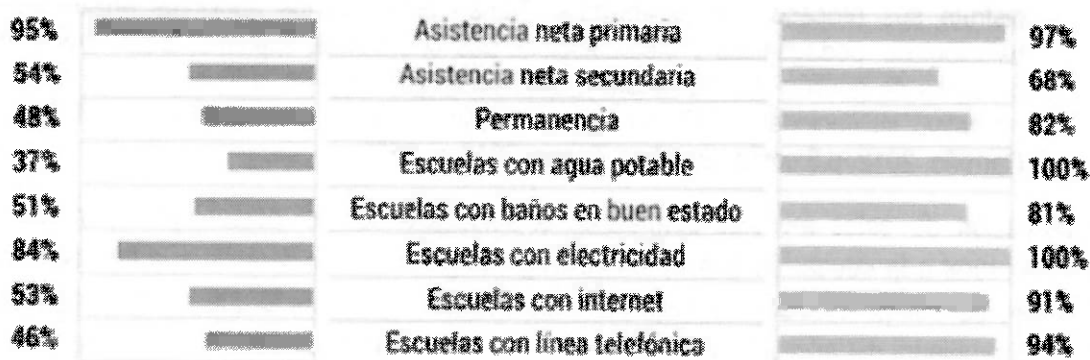 95% Asistencia neta primaria 97%
54% Asistencia neta secundaria 68%
48% Permanencia 82%
37% Escuelas con agua potable 100%
51% Escuelas con baños en buen estado 81%
84% Escuelas con electricidad 100%
53% Escuelas con internet 91%
46% Escuelas con línea telefónica 94%